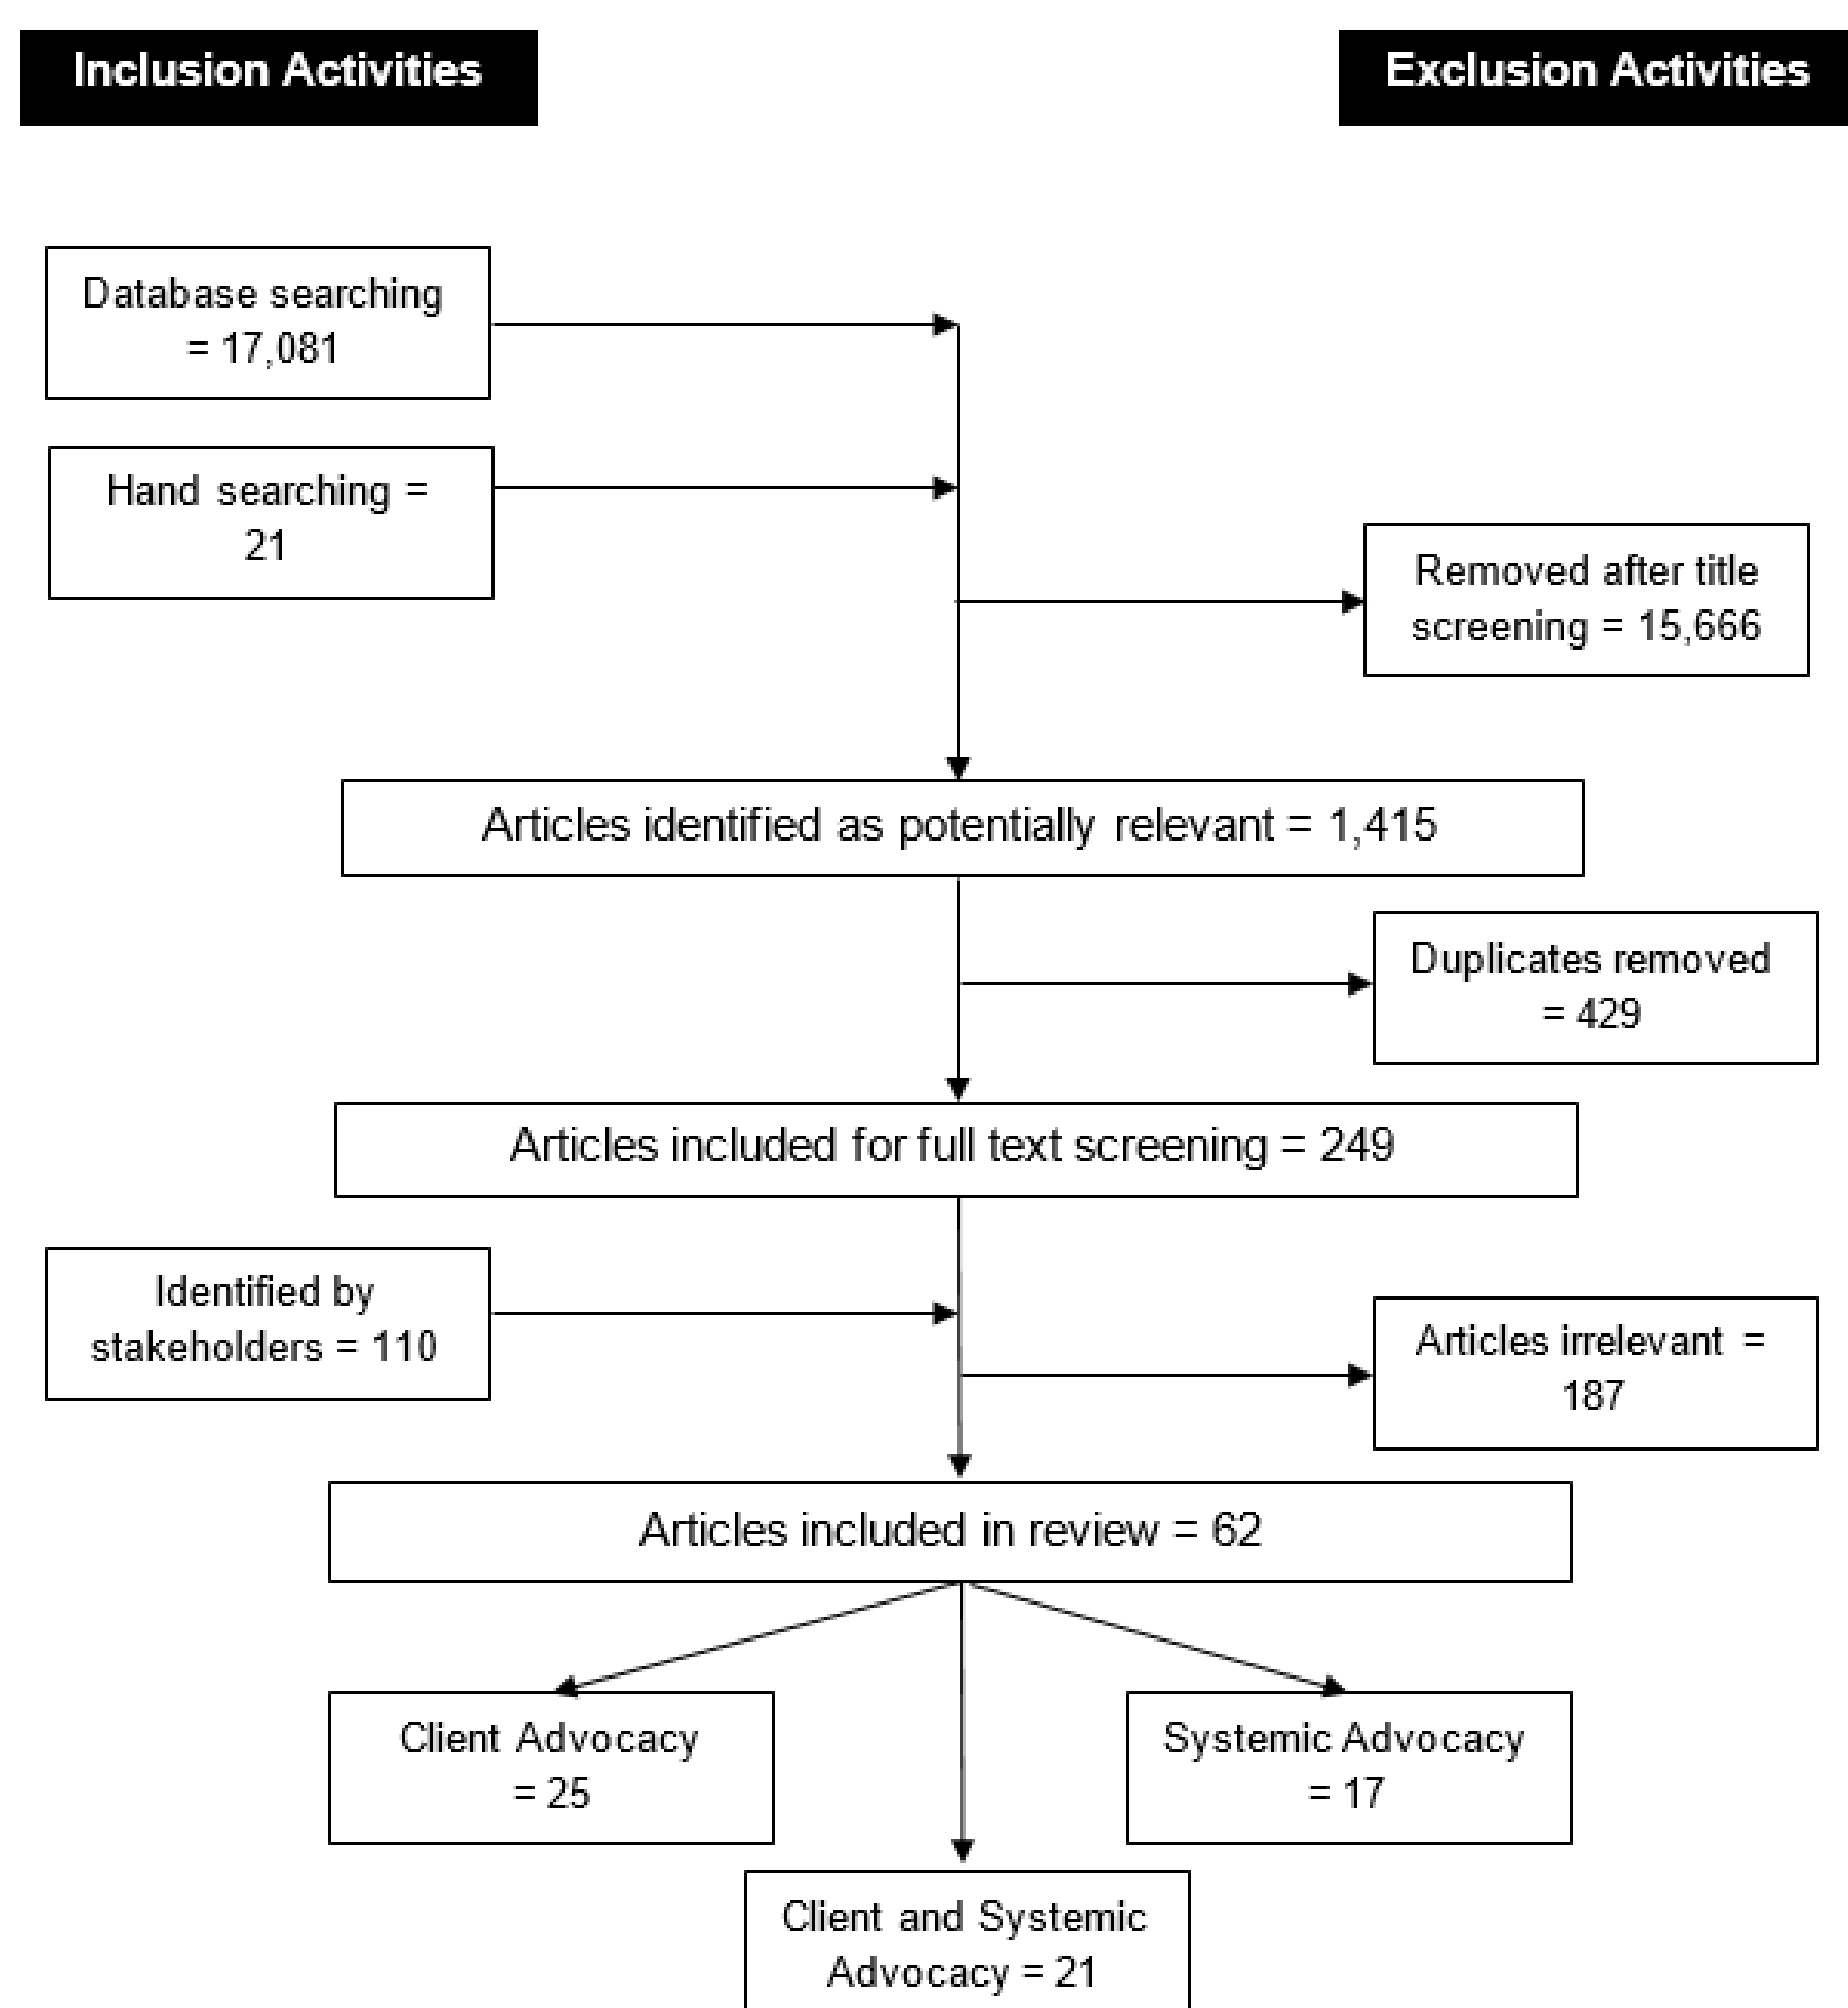 Inclusion Activities
Exclusion Activities
Database searching
= 17,081
Hand searching =
21
Removed after title
screening = 15,666
Articles identified as potentially relevant = 1,415
Duplicates removed
= 429
Articles included for full text screening = 249
Identified by
stakeholders = 110
Articles irrelevant =
187
Articles included in review = 62
Client Advocacy
= 25
Systemic Advocacy
= 17
Client and Systemic
Advocacy = 21